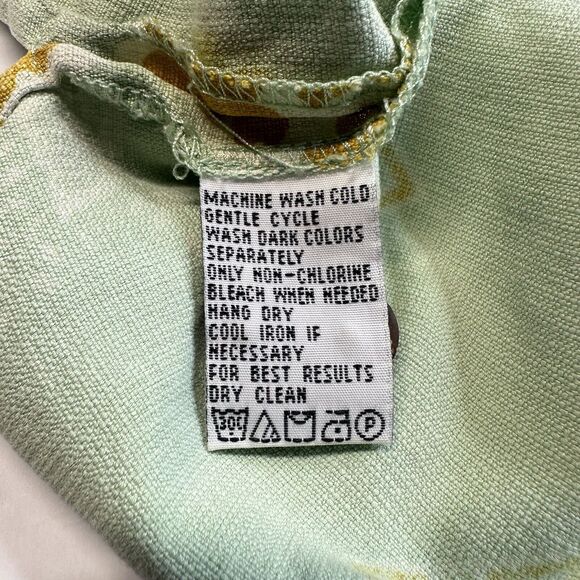 MACHINE WASH COLD
GENTLE CYCLE
WASH DARK COLORS
SEPARATELY
ONLY NON-CHLORINE
BLEACH WHEN NEEDED
HANG DRY
COOL IRON IF
NECESSARY
FOR BEST RESULTS
DRY CLEAN
30C P